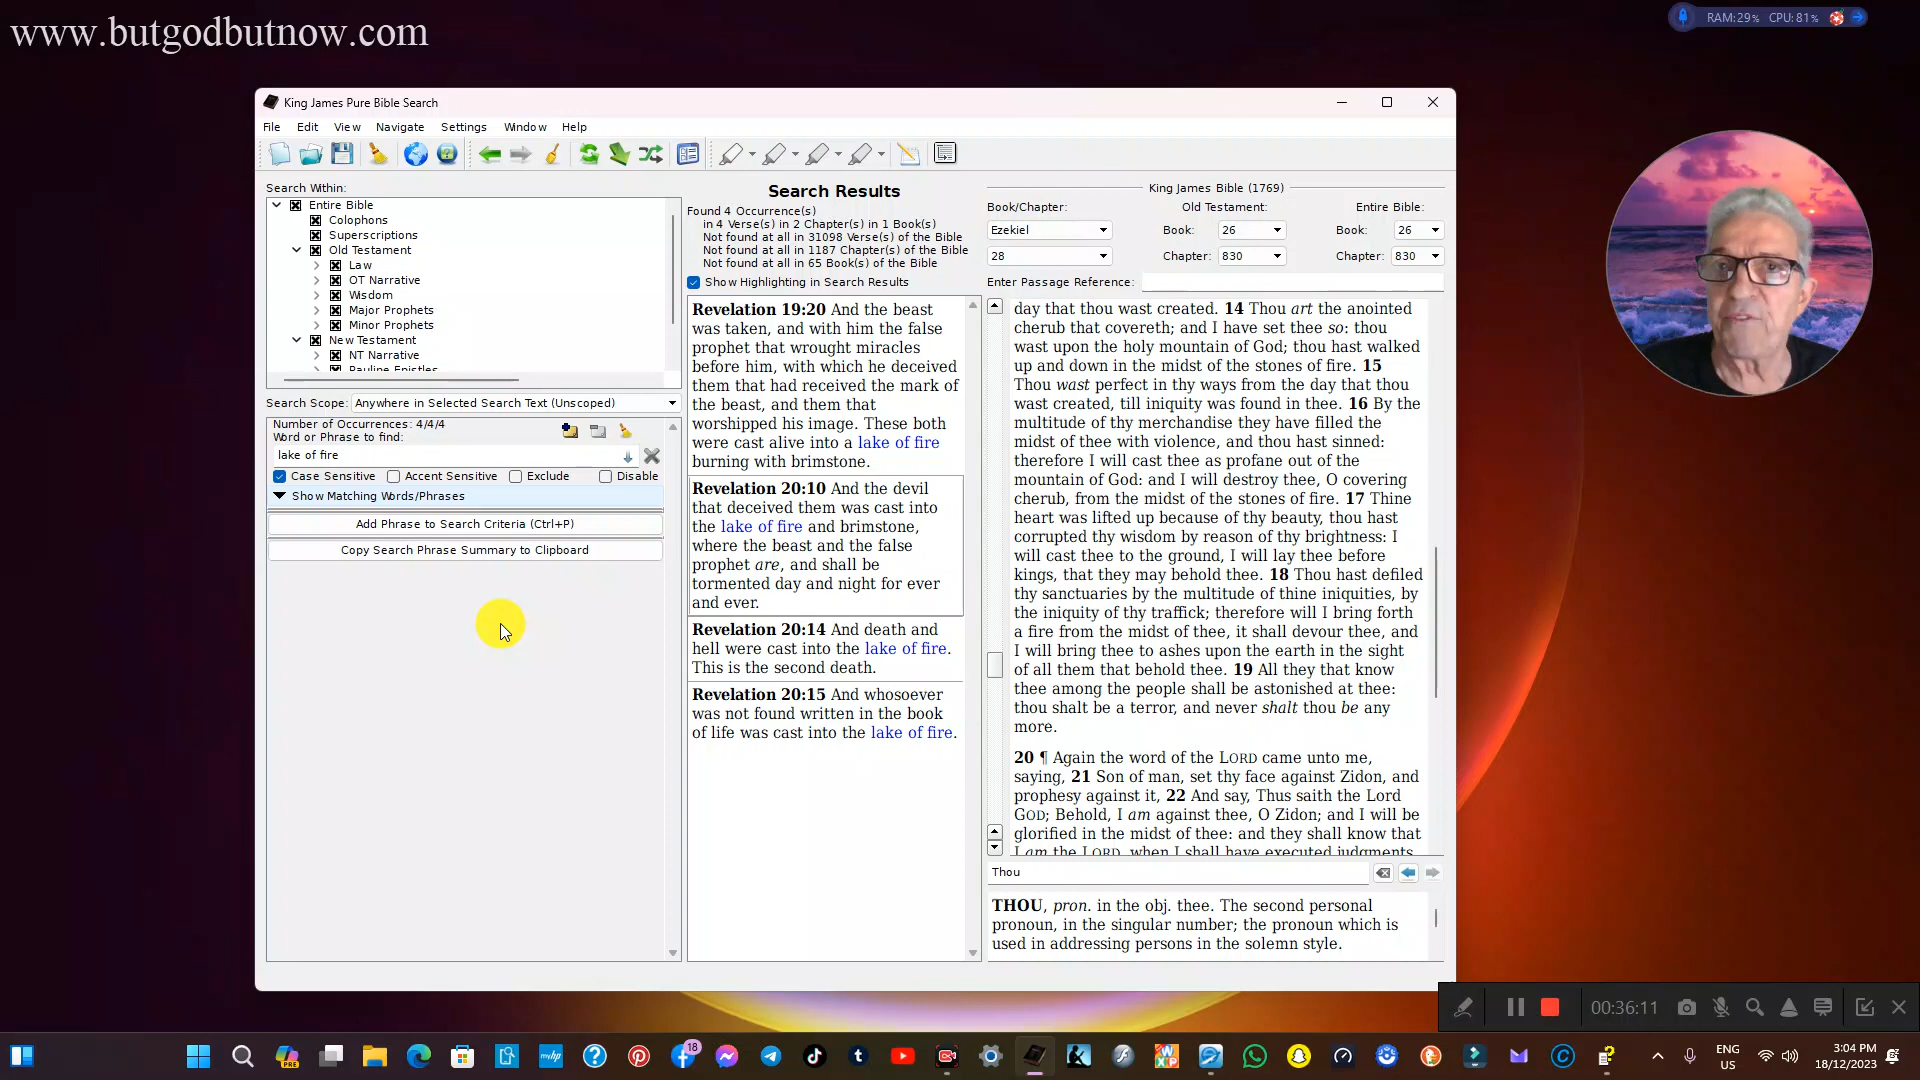 www.butgodbutnow.com
RAM:29% CPU:81%
King James Pure Bible Search
File Edit View Navigate Settings Window Help
Search Within:
Entire Bible
Colophons
Superscriptions
Old Testament
Law
OT Narrative
Wisdom
Major Prophets
Minor Prophets
New Testament
NT Narrative
Pauline Epistles
Search Scope: Anywhere in Selected Search Text (Unscoped)
Number of Occurrences: 4/4/4
Word or Phrase to find:
lake of fire
Case Sensitive Accent Sensitive Exclude Disable
Show Matching Words/Phrases
Add Phrase to Search Criteria (Ctrl+P)
Copy Search Phrase Summary to Clipboard
Search Results
Found 4 Occurrence(s)
in 4 Verse(s) in 2 Chapter(s) in 1 Book(s)
Not found at all in 31098 Verse(s) of the Bible
Not found at all in 1187 Chapter(s) of the Bible
Not found at all in 65 Book(s) of the Bible
Show Highlighting in Search Results
Revelation 19:20 And the beast
was taken, and with him the false
prophet that wrought miracles
before him, with which he deceived
them that had received the mark of
the beast, and them that
worshipped his image. These both
were cast alive into a lake of fire
burning with brimstone.
Revelation 20:10 And the devil
that deceived them was cast into
the lake of fire and brimstone,
where the beast and the false
prophet are, and shall be
tormented day and night for ever
and ever.
Revelation 20:14 And death and
hell were cast into the lake of fire.
This is the second death.
Revelation 20:15 And whosoever
was not found written in the book
of life was cast into the lake of fire.
King James Bible (1769)
Book/Chapter: Old Testament: Entire Bible:
Ezekiel Book: 26 Book: 26
28 Chapter: 830 Chapter: 830
Enter Passage Reference:
day that thou wast created. 14 Thou art the anointed
cherub that covereth; and I have set thee so: thou
wast upon the holy mountain of God; thou hast walked
up and down in the midst of the stones of fire. 15
Thou wast perfect in thy ways from the day that thou
wast created, till iniquity was found in thee. 16 By the
multitude of thy merchandise they have filled the
midst of thee with violence, and thou hast sinned:
therefore I will cast thee as profane out of the
mountain of God: and I will destroy thee, O covering
cherub, from the midst of the stones of fire. 17 Thine
heart was lifted up because of thy beauty, thou hast
corrupted thy wisdom by reason of thy brightness: I
will cast thee to the ground, I will lay thee before
kings, that they may behold thee. 18 Thou hast defiled
thy sanctuaries by the multitude of thine iniquities, by
the iniquity of thy traffick; therefore will I bring forth
a fire from the midst of thee, it shall devour thee, and
I will bring thee to ashes upon the earth in the sight
of all them that behold thee. 19 All they that know
thee among the people shall be astonished at thee:
thou shalt be a terror, and never shalt thou be any
more.
20 ¶ Again the word of the LORD came unto me,
saying, 21 Son of man, set thy face against Zidon, and
prophesy against it, 22 And say, Thus saith the Lord
GOD; Behold, I am against thee, O Zidon; and I will be
glorified in the midst of thee: and they shall know that
I am the LORD, when I shall have executed judgments
Thou
THOU, pron. in the obj. thee. The second personal
pronoun, in the singular number; the pronoun which is
used in addressing persons in the solemn style.
00:36:11
PRE
myhp
18
ENG
US
3:04 PM
18/12/2023